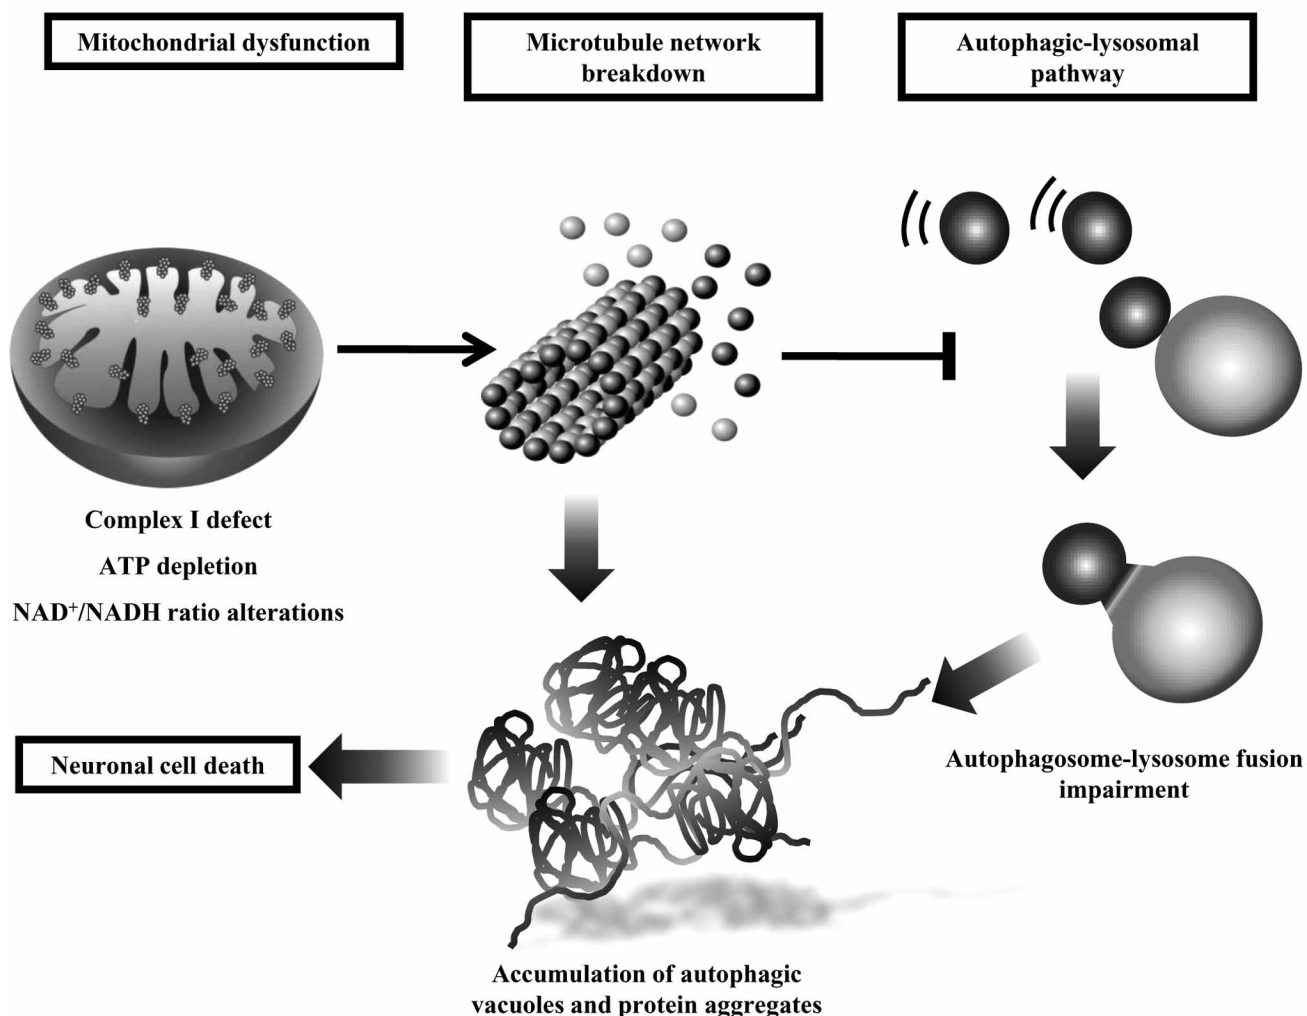 Mitochondrial dysfunction
Microtubule network
breakdown
Autophagic-lysosomal
pathway
Complex I defect
ATP depletion
NAD⁺/NADH ratio alterations
Autophagosome-lysosome fusion
impairment
Neuronal cell death
Accumulation of autophagic
vacuoles and protein aggregates